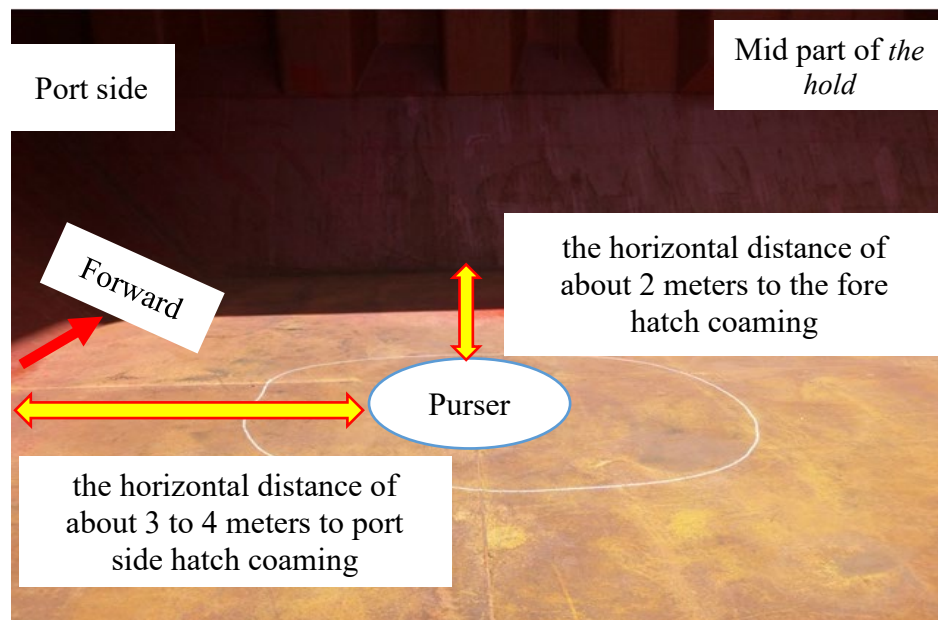 Port side
Mid part of the
hold
the horizontal distance of
about 2 meters to the fore
hatch coaming
Forward
Purser
the horizontal distance of
about 3 to 4 meters to port
side hatch coaming